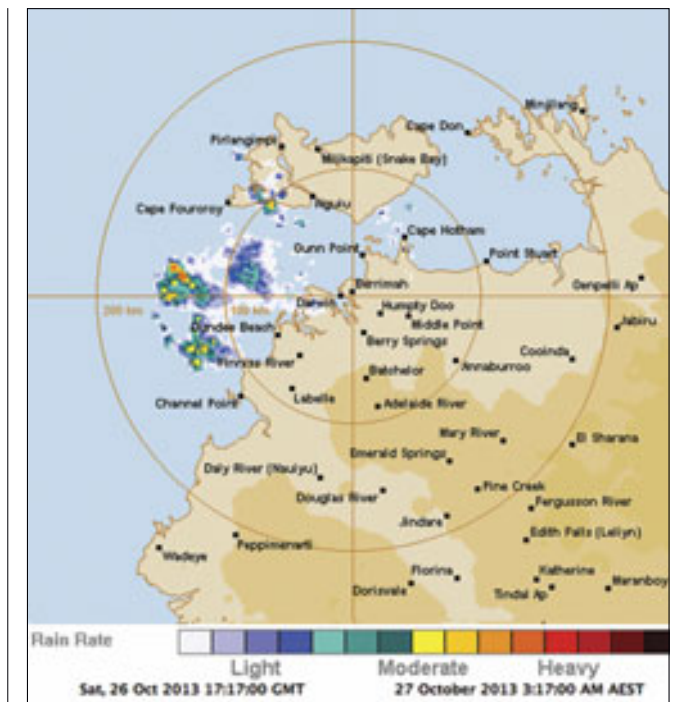 Minjilang
Cape Don
Pirlangimpi
Milikapiti (Snake Bay)
Cape Fourcroy
Nguiu
Cape Hotham
Gunn Point
Point Stuart
Oenpelli Ap
Berrimah
Darwin
200 km
100 km
Humpty Doo
Middle Point
Jabiru
Dundee Beach
Berry Springs
Finniss River
Cooinda
Annaburroo
Batchelor
Labelle
Channel Point
Adelaide River
Mary River
El Sharana
Emerald Springs
Daly River (Nauiyu)
Douglas River
Pine Creek
Fergusson River
Jindare
Edith Falls (Leliyn)
Peppimenarti
Wadeye
Florina
Katherine
Dorisvale
Tindal Ap
Maranboy
Rain Rate
Light Moderate Heavy
Sat, 26 Oct 2013 17:17:00 GMT 27 October 2013 3:17:00 AM AEST